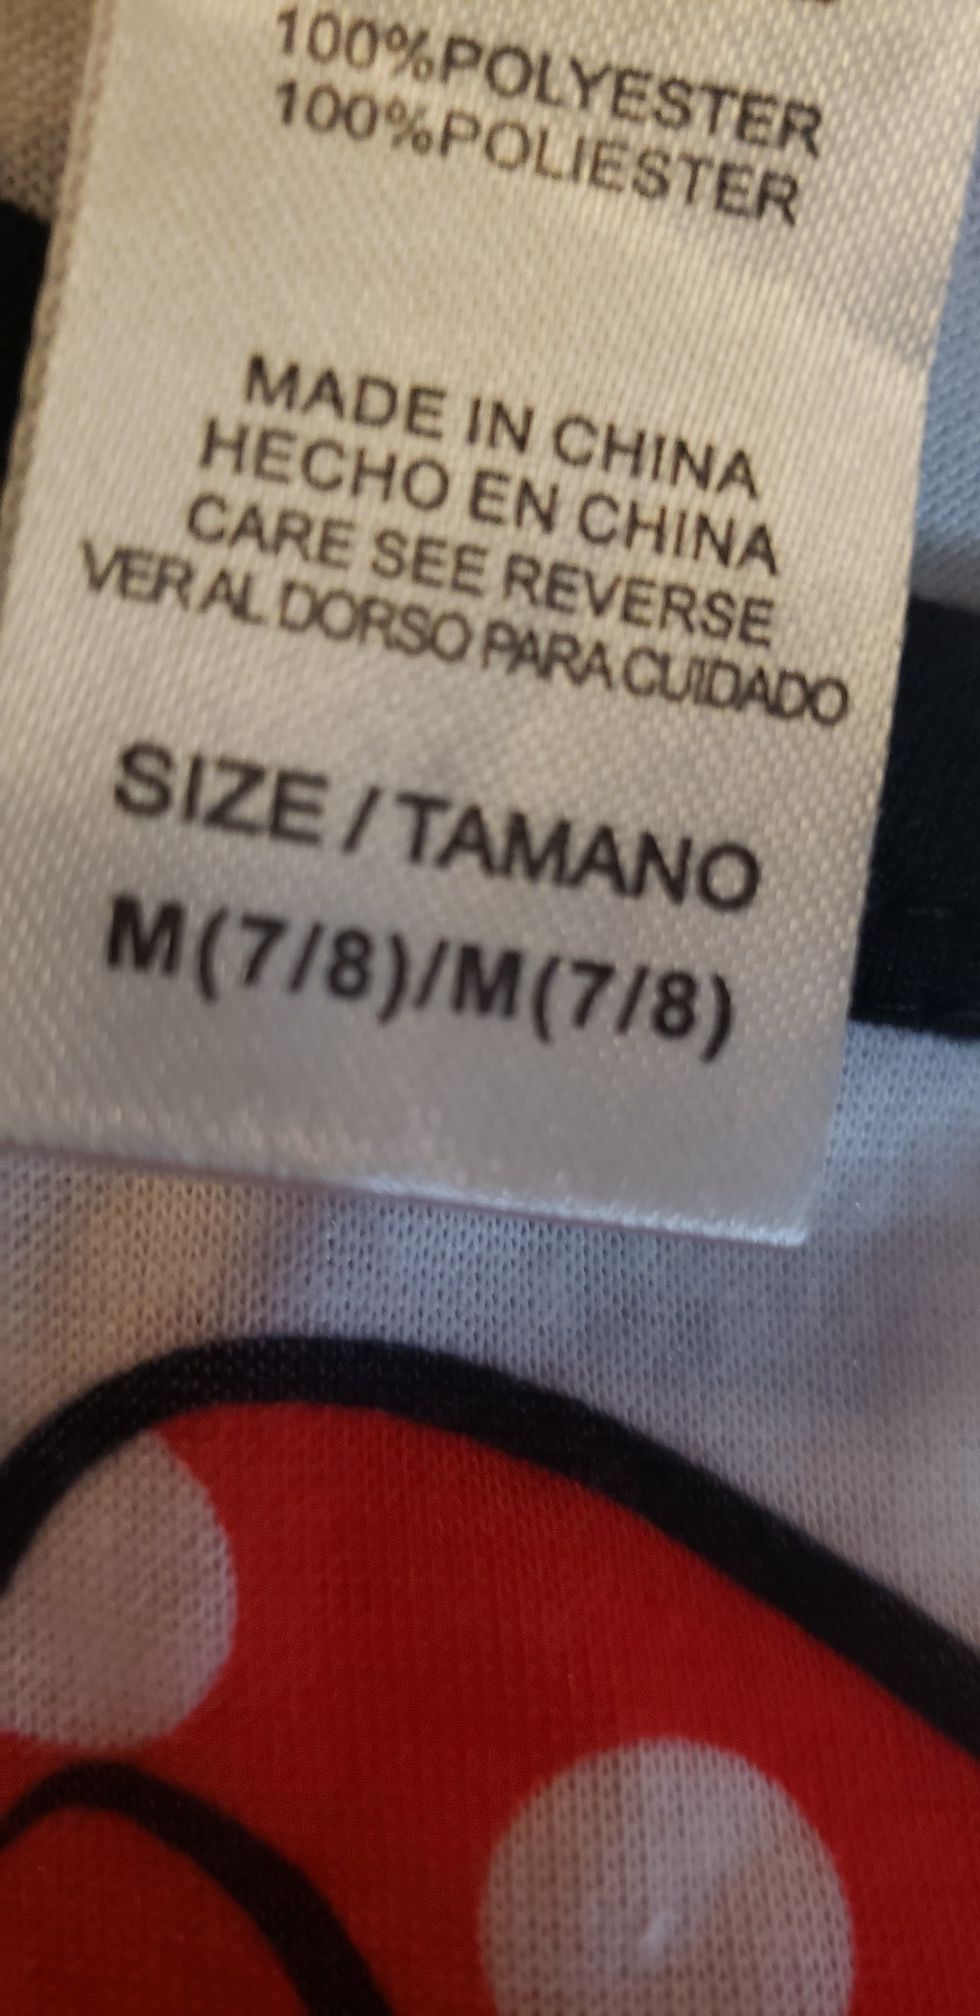 100%POLYESTER
100%POLIESTER
MADE IN CHINA
HECHO EN CHINA
CARE SEE REVERSE
VER AL DORSO PARA CUIDADO
SIZE / TAMANO
M(7/8)/M(7/8)